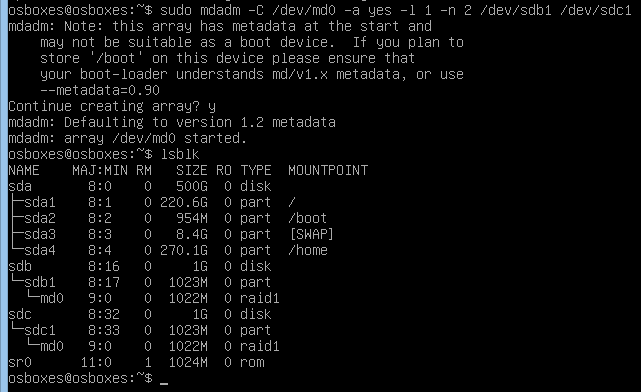 osboxes@osboxes:~$ sudo mdadm -C /dev/md0 -a yes -l 1 -n 2 /dev/sdb1 /dev/sdc1
mdadm: Note: this array has metadata at the start and
    may not be suitable as a boot device.  If you plan to
    store '/boot' on this device please ensure that
    your boot-loader understands md/v1.x metadata, or use
    --metadata=0.90
Continue creating array? y
mdadm: Defaulting to version 1.2 metadata
mdadm: array /dev/md0 started.
osboxes@osboxes:~$ lsblk
NAME    MAJ:MIN RM   SIZE RO TYPE  MOUNTPOINT
sda       8:0    0   500G  0 disk
├─sda1    8:1    0 220.6G  0 part  /
├─sda2    8:2    0   954M  0 part  /boot
├─sda3    8:3    0   8.4G  0 part  [SWAP]
└─sda4    8:4    0 270.1G  0 part  /home
sdb       8:16   0     1G  0 disk
└─sdb1    8:17   0  1023M  0 part
  └─md0   9:0    0  1022M  0 raid1
sdc       8:32   0     1G  0 disk
└─sdc1    8:33   0  1023M  0 part
  └─md0   9:0    0  1022M  0 raid1
sr0      11:0    1  1024M  0 rom
osboxes@osboxes:~$ _